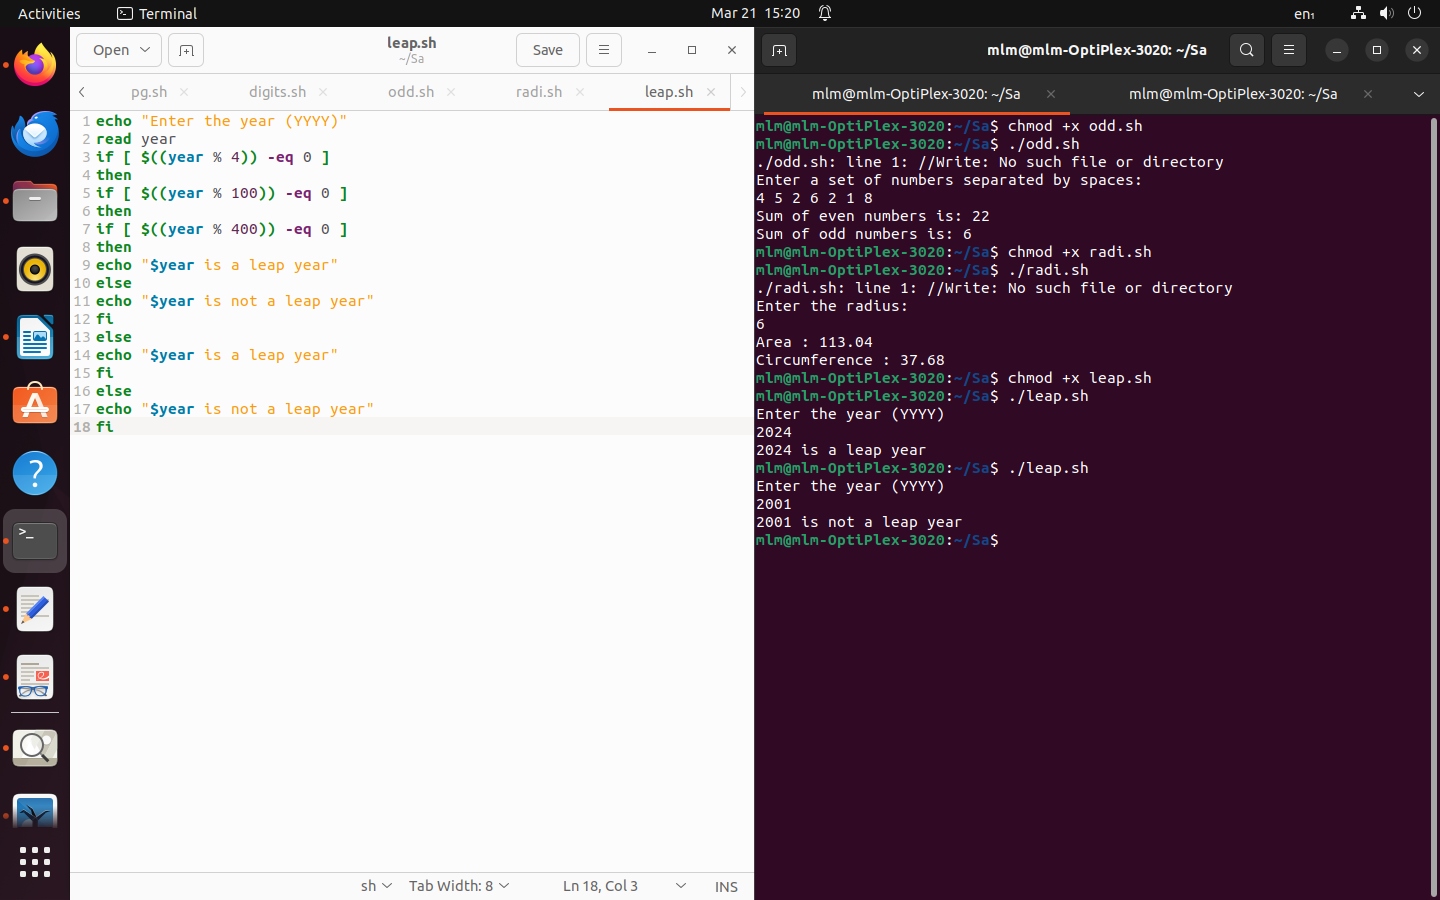 Activities
Terminal
Mar 21 15:20
en₁
Open
leap.sh
~/Sa
Save
pg.sh
digits.sh
odd.sh
radi.sh
leap.sh
1 echo "Enter the year (YYYY)"
2 read year
3 if [ $((year % 4)) -eq 0 ]
4 then
5 if [ $((year % 100)) -eq 0 ]
6 then
7 if [ $((year % 400)) -eq 0 ]
8 then
9 echo "$year is a leap year"
10 else
11 echo "$year is not a leap year"
12 fi
13 else
14 echo "$year is a leap year"
15 fi
16 else
17 echo "$year is not a leap year"
18 fi
sh
Tab Width: 8
Ln 18, Col 3
INS
mlm@mlm-OptiPlex-3020: ~/Sa
mlm@mlm-OptiPlex-3020: ~/Sa
mlm@mlm-OptiPlex-3020: ~/Sa
mlm@mlm-OptiPlex-3020:~/Sa$ chmod +x odd.sh
mlm@mlm-OptiPlex-3020:~/Sa$ ./odd.sh
./odd.sh: line 1: //Write: No such file or directory
Enter a set of numbers separated by spaces:
4 5 2 6 2 1 8
Sum of even numbers is: 22
Sum of odd numbers is: 6
mlm@mlm-OptiPlex-3020:~/Sa$ chmod +x radi.sh
mlm@mlm-OptiPlex-3020:~/Sa$ ./radi.sh
./radi.sh: line 1: //Write: No such file or directory
Enter the radius:
6
Area : 113.04
Circumference : 37.68
mlm@mlm-OptiPlex-3020:~/Sa$ chmod +x leap.sh
mlm@mlm-OptiPlex-3020:~/Sa$ ./leap.sh
Enter the year (YYYY)
2024
2024 is a leap year
mlm@mlm-OptiPlex-3020:~/Sa$ ./leap.sh
Enter the year (YYYY)
2001
2001 is not a leap year
mlm@mlm-OptiPlex-3020:~/Sa$